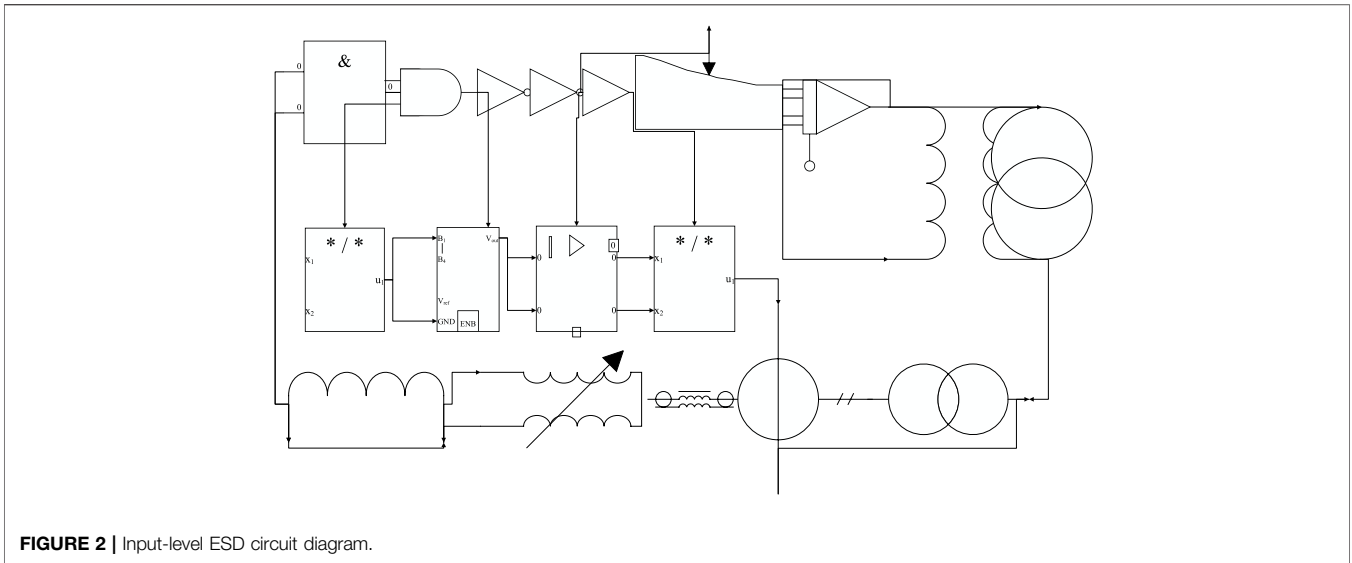 &
0
0
0
* / *
x1
u1
x2
B1
|
B4
Vout
Vref
GND
ENB
0
0
0
0
0
* / *
x1
u1
x2
FIGURE 2 | Input-level ESD circuit diagram.